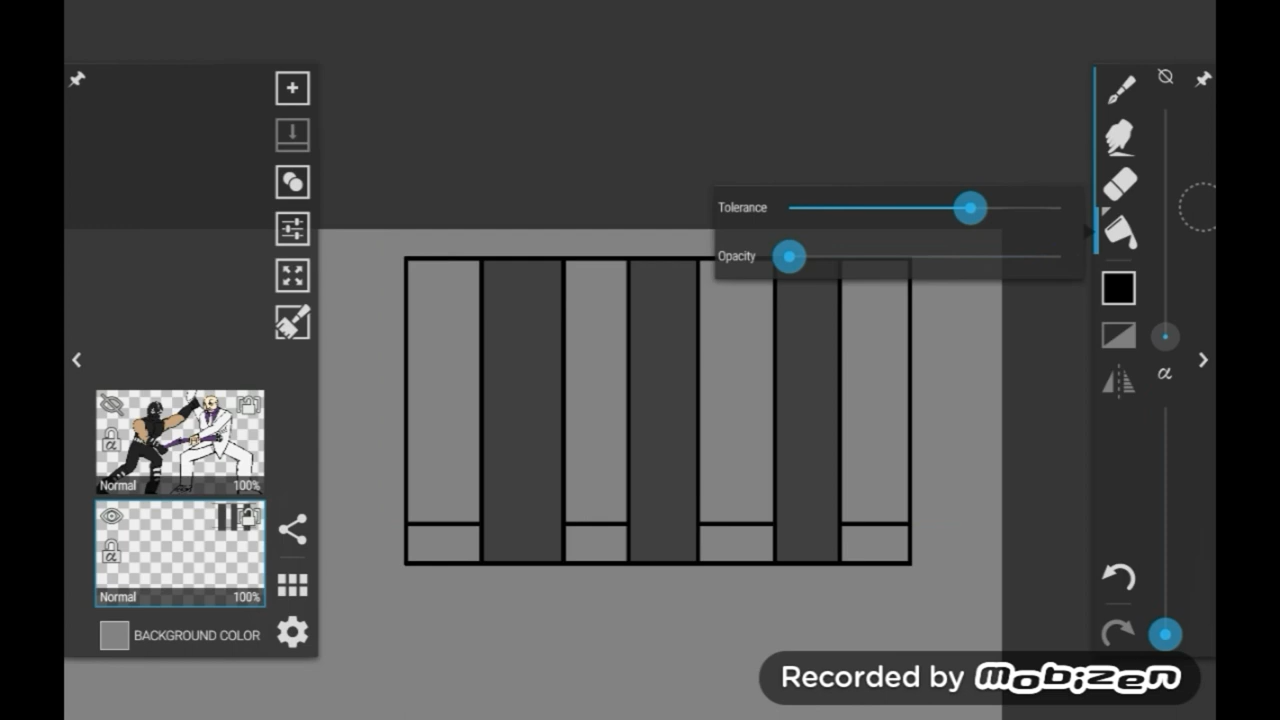 Tolerance
Opacity
Normal 100%
Normal 100%
BACKGROUND COLOR
α
α
α
Recorded by mobizen